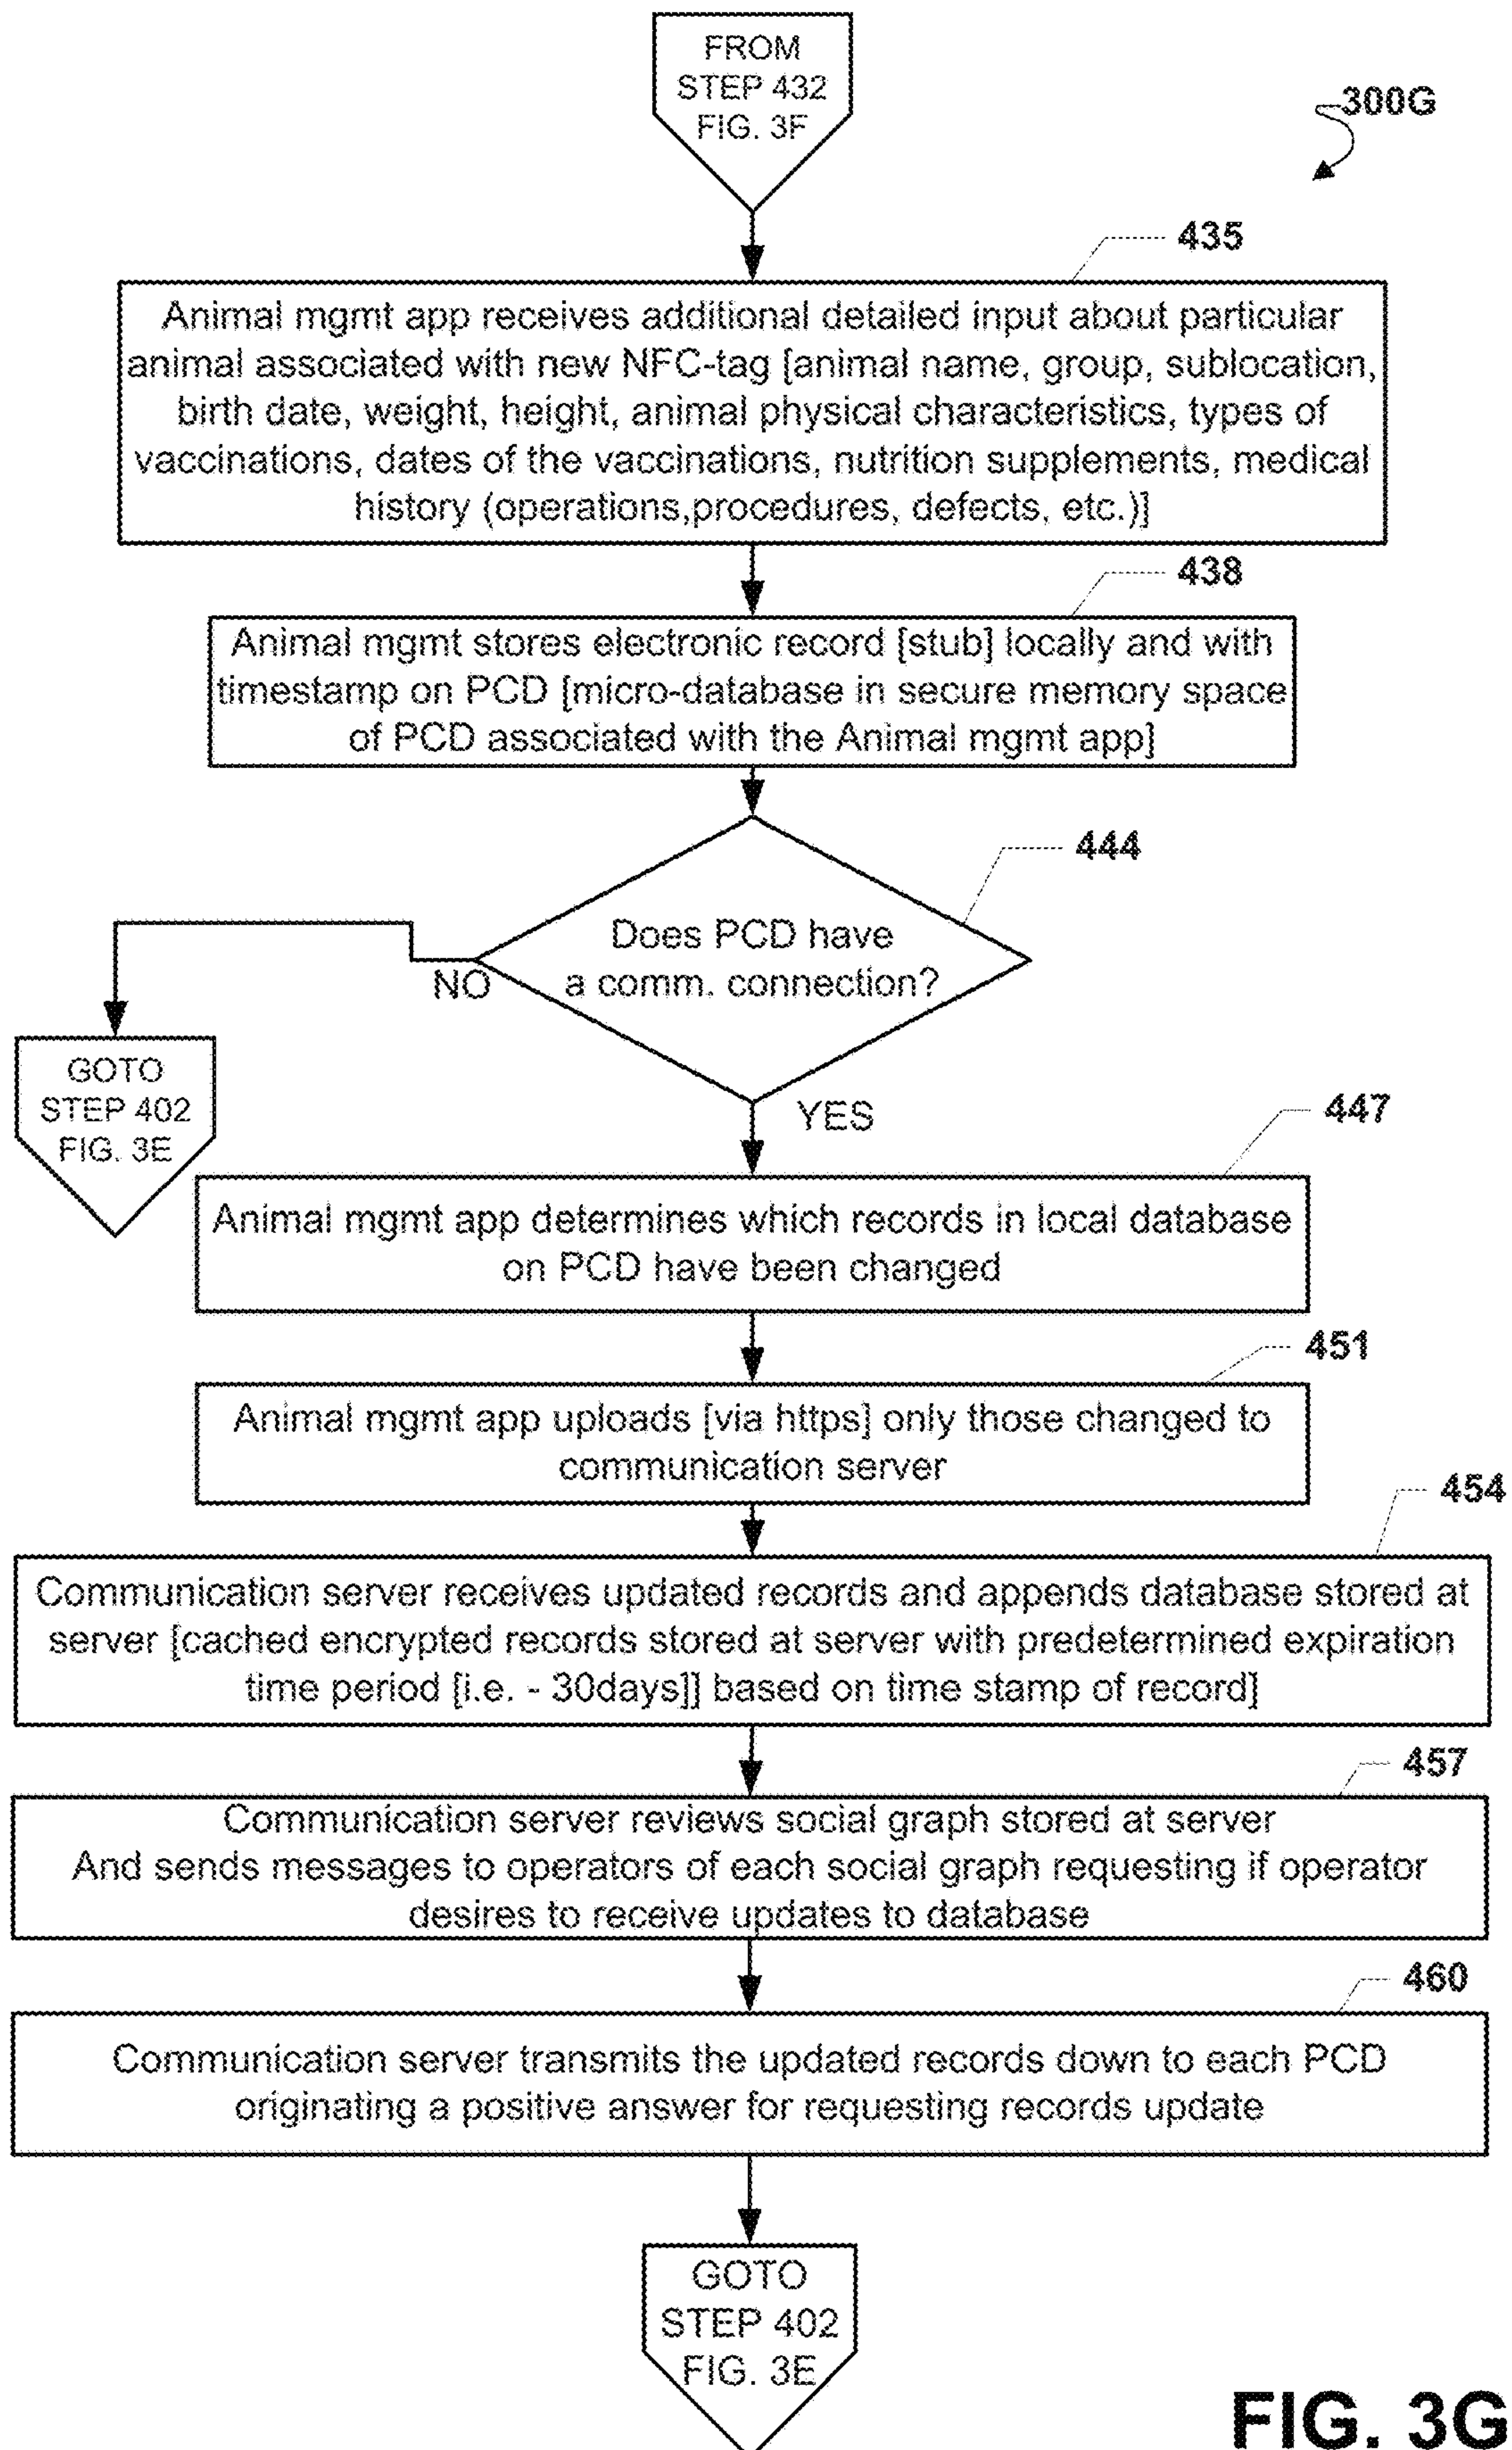 FROM
STEP 432
FIG. 3F
300G
435
Animal mgmt app receives additional detailed input about particular
animal associated with new NFC-tag [animal name, group, sublocation,
birth date, weight, height, animal physical characteristics, types of
vaccinations, dates of the vaccinations, nutrition supplements, medical
history (operations,procedures, defects, etc.)]
438
Animal mgmt stores electronic record [stub] locally and with
timestamp on PCD [micro-database in secure memory space
of PCD associated with the Animal mgmt app]
444
Does PCD have
a comm. connection?
NO
GOTO
STEP 402
FIG. 3E
YES
447
Animal mgmt app determines which records in local database
on PCD have been changed
451
Animal mgmt app uploads [via https] only those changed to
communication server
454
Communication server receives updated records and appends database stored at
server [cached encrypted records stored at server with predetermined expiration
time period [i.e. - 30days]] based on time stamp of record]
457
Communication server reviews social graph stored at server
And sends messages to operators of each social graph requesting if operator
desires to receive updates to database
460
Communication server transmits the updated records down to each PCD
originating a positive answer for requesting records update
GOTO
STEP 402
FIG. 3E
FIG. 3G